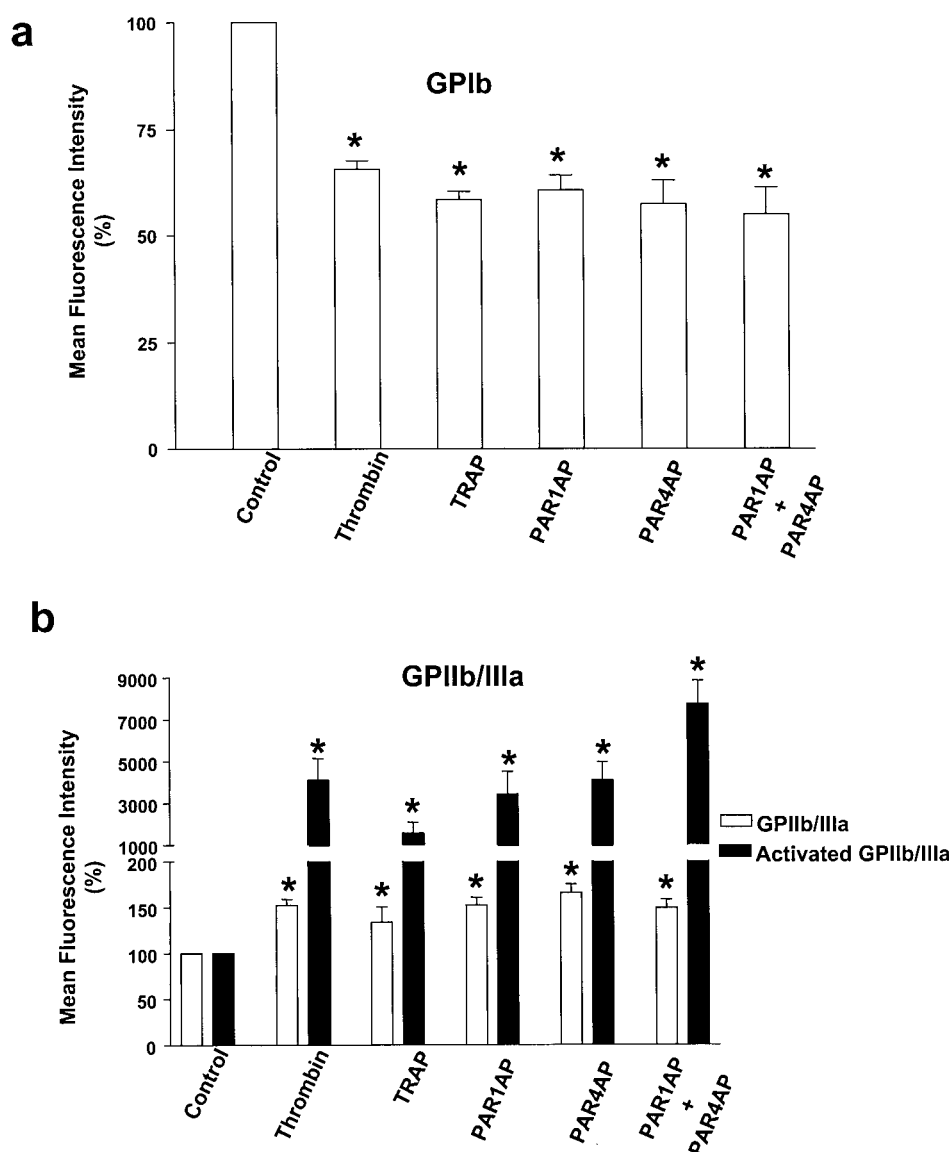 a
GPIb
Mean Fluorescence Intensity
(%)
100
75
50
25
0
*
*
*
*
*
Control
Thrombin
TRAP
PAR1AP
PAR4AP
PAR1AP
+
PAR4AP
b
GPIIb/IIIa
Mean Fluorescence Intensity
(%)
9000
7000
5000
3000
1000
200
150
100
50
0
*
*
*
*
*
*
*
*
*
*
GPIIb/IIIa
Activated GPIIb/IIIa
Control
Thrombin
TRAP
PAR1AP
PAR4AP
PAR1AP
+
PAR4AP